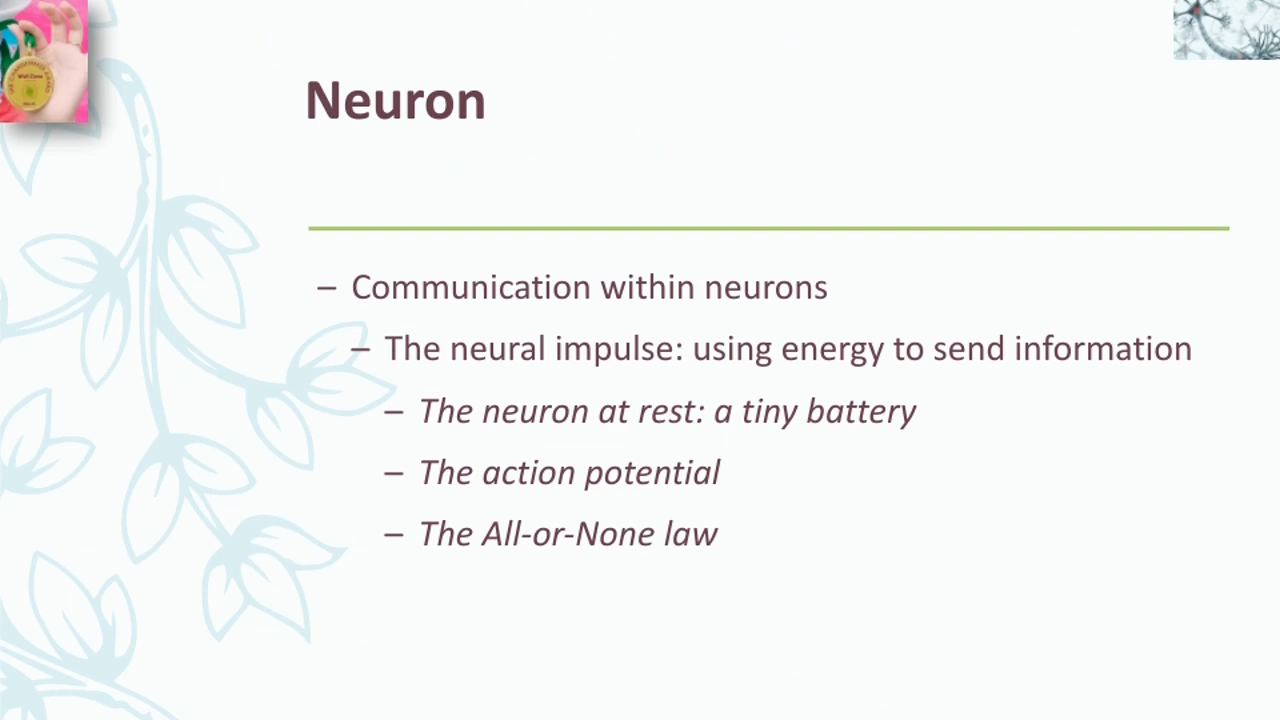 Neuron
– Communication within neurons
– The neural impulse: using energy to send information
– The neuron at rest: a tiny battery
– The action potential
– The All-or-None law